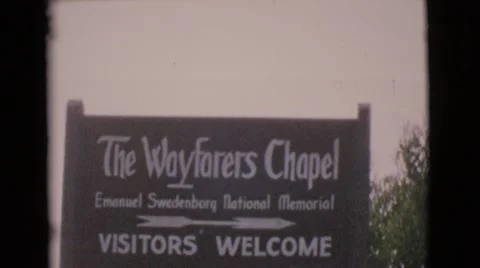 The Wayfarers Chapel
Emanuel Swedenborg National Memorial
VISITORS' WELCOME